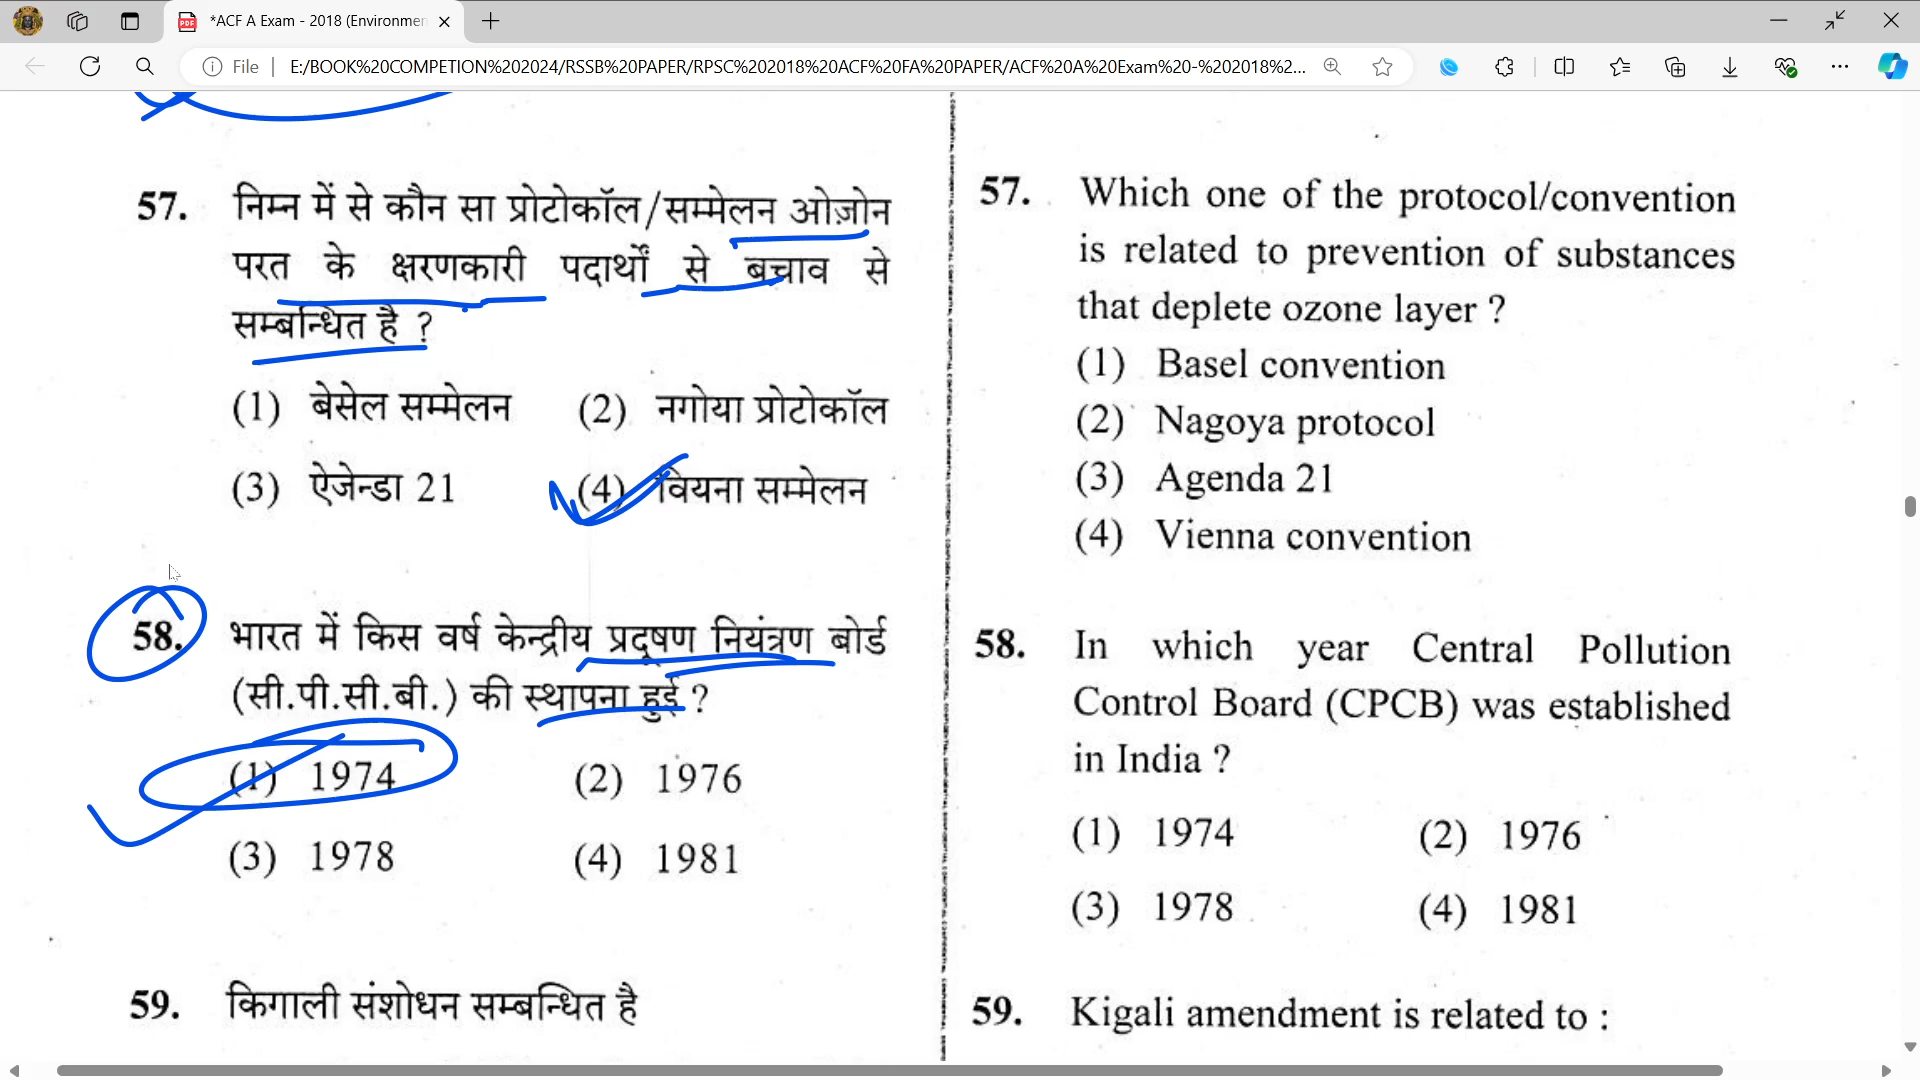 *ACF A Exam - 2018 (Environmen
File
E:/BOOK%20COMPETION%202024/RSSB%20PAPER/RPSC%202018%20ACF%20FA%20PAPER/ACF%20A%20Exam%20-%202018%2...
57. निम्न में से कौन सा प्रोटोकॉल/सम्मेलन ओज़ोन
परत के क्षरणकारी पदार्थों से बचाव से
सम्बन्धित है ?
(1) बेसेल सम्मेलन (2) नगोया प्रोटोकॉल
(3) ऐजेन्डा 21 (4) वियना सम्मेलन
58. भारत में किस वर्ष केन्द्रीय प्रदूषण नियंत्रण बोर्ड
(सी.पी.सी.बी.) की स्थापना हुई ?
(1) 1974 (2) 1976
(3) 1978 (4) 1981
59. किगाली संशोधन सम्बन्धित है
57. Which one of the protocol/convention
is related to prevention of substances
that deplete ozone layer ?
(1) Basel convention
(2) Nagoya protocol
(3) Agenda 21
(4) Vienna convention
58. In which year Central Pollution
Control Board (CPCB) was established
in India ?
(1) 1974 (2) 1976
(3) 1978 (4) 1981
59. Kigali amendment is related to :